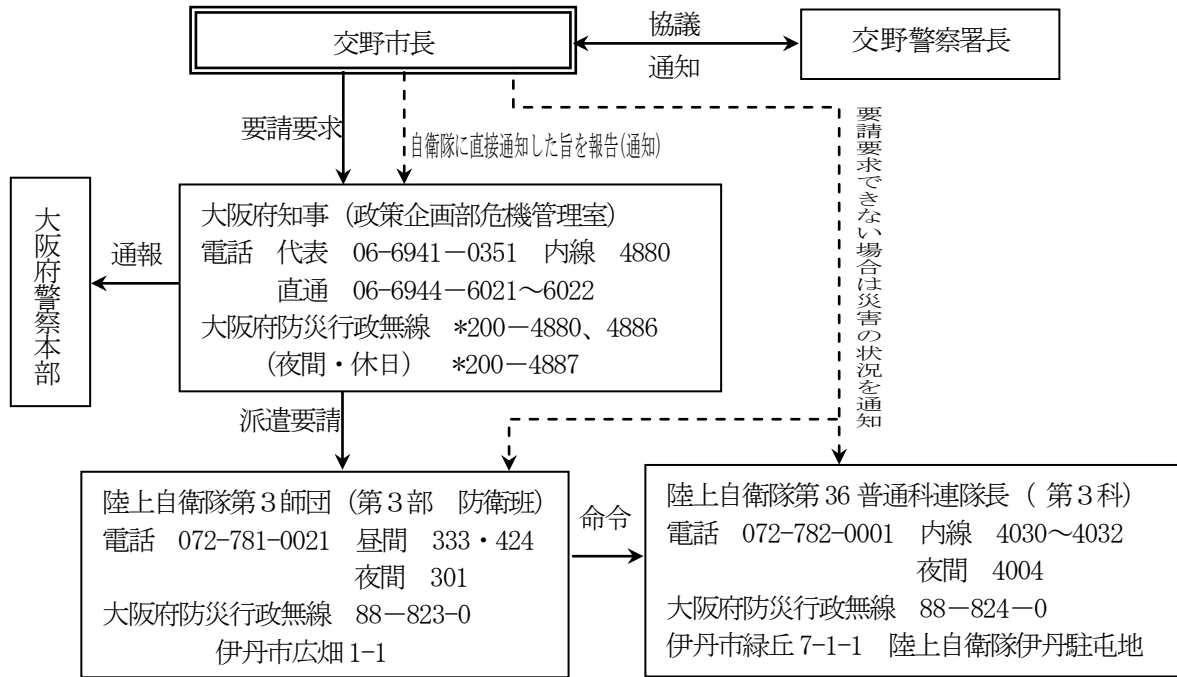 交野市長
協議
通知
交野警察署長
要請要求
自衛隊に直接通知した旨を報告(通知)
要請要求できない場合は災害の状況を通知
大阪府警察本部
通報
大阪府知事（政策企画部危機管理室）
電話　代表　06-6941－0351　内線　4880
直通　06-6944－6021～6022
大阪府防災行政無線　*200－4880、4886
（夜間・休日）　*200－4887
派遣要請
陸上自衛隊第３師団（第３部　防衛班）
電話　072-781-0021　昼間　333・424
夜間　301
大阪府防災行政無線　88－823-0
伊丹市広畑 1-1
命令
陸上自衛隊第 36 普通科連隊長（ 第３科）
電話　072-782-0001　内線　4030～4032
夜間　4004
大阪府防災行政無線　88－824－0
伊丹市緑丘 7-1-1　陸上自衛隊伊丹駐屯地